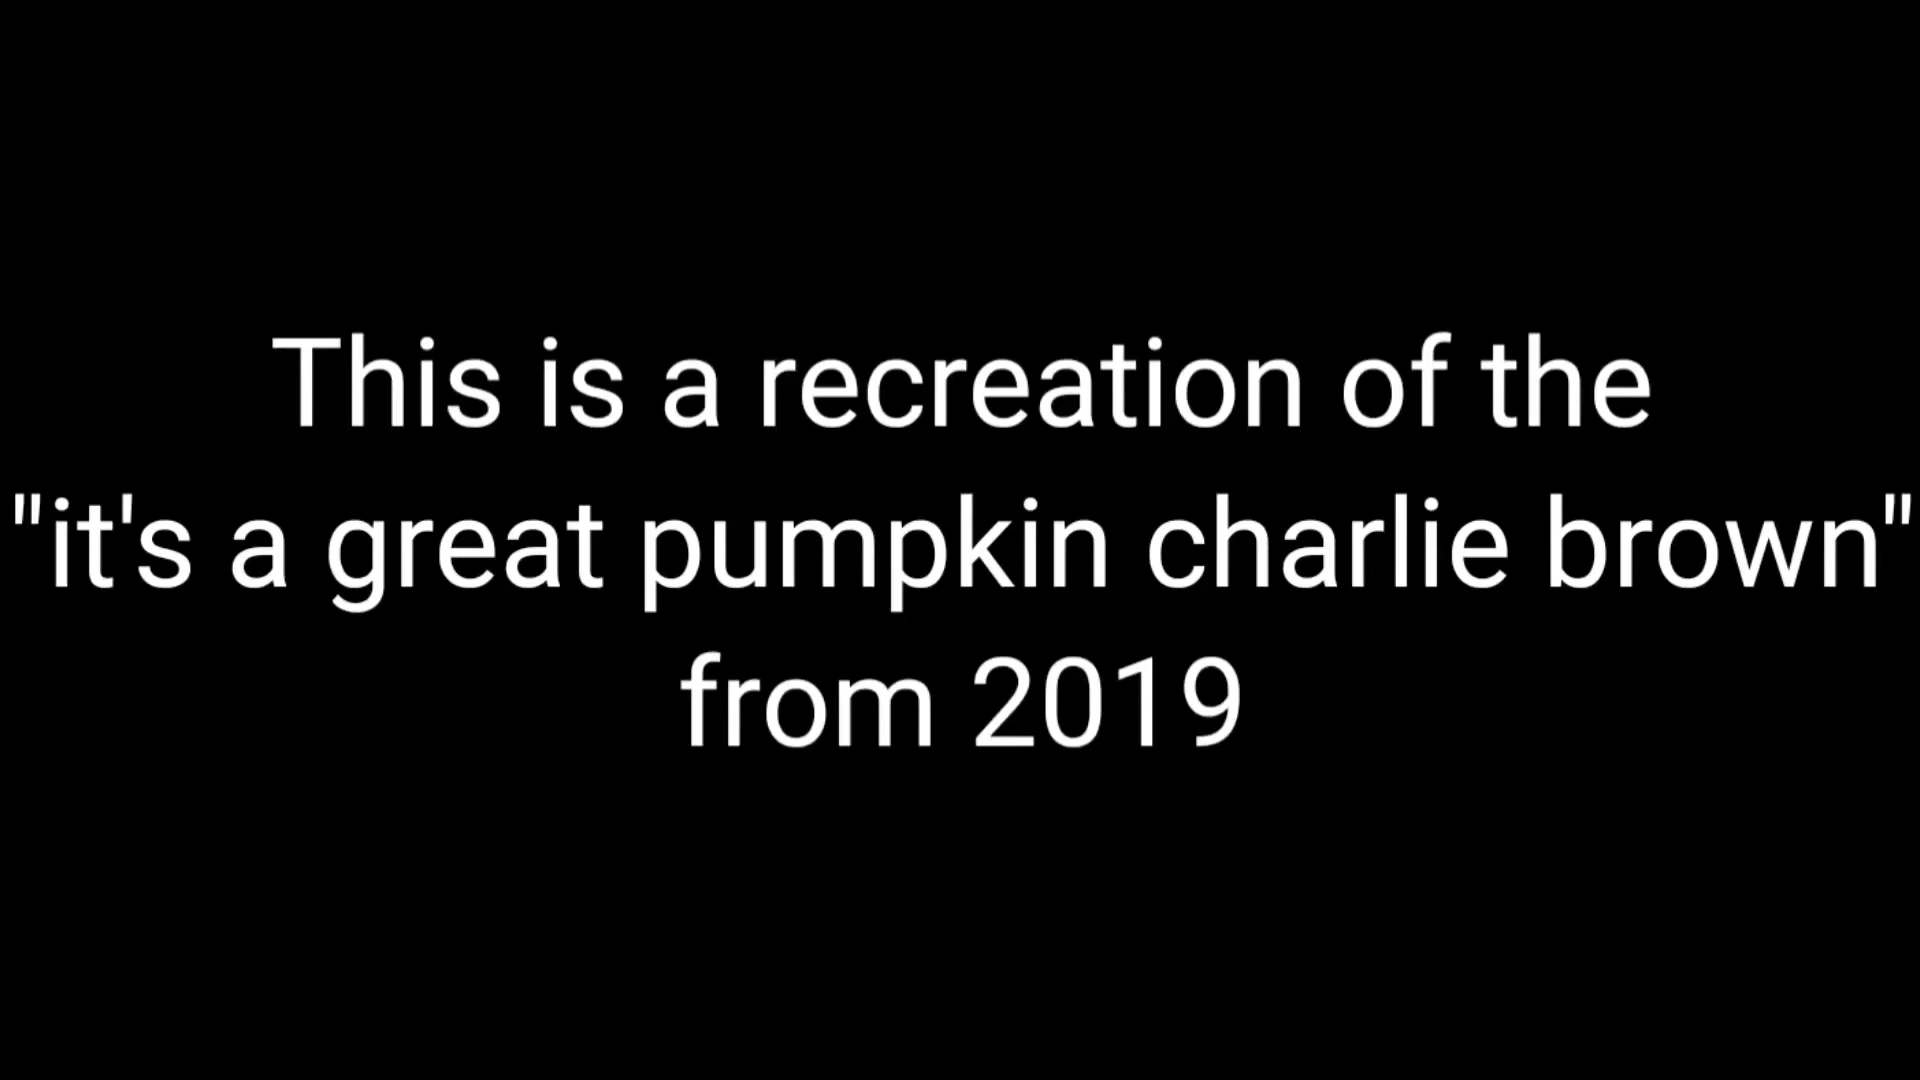 This is a recreation of the
"it's a great pumpkin charlie brown"
from 2019